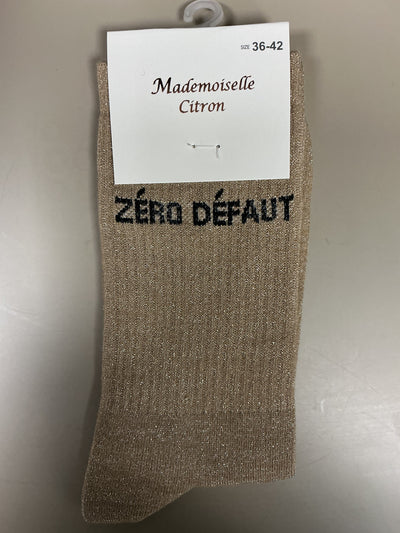 SIZE 36-42
Mademoiselle
Citron
ZÉRO DÉFAUT